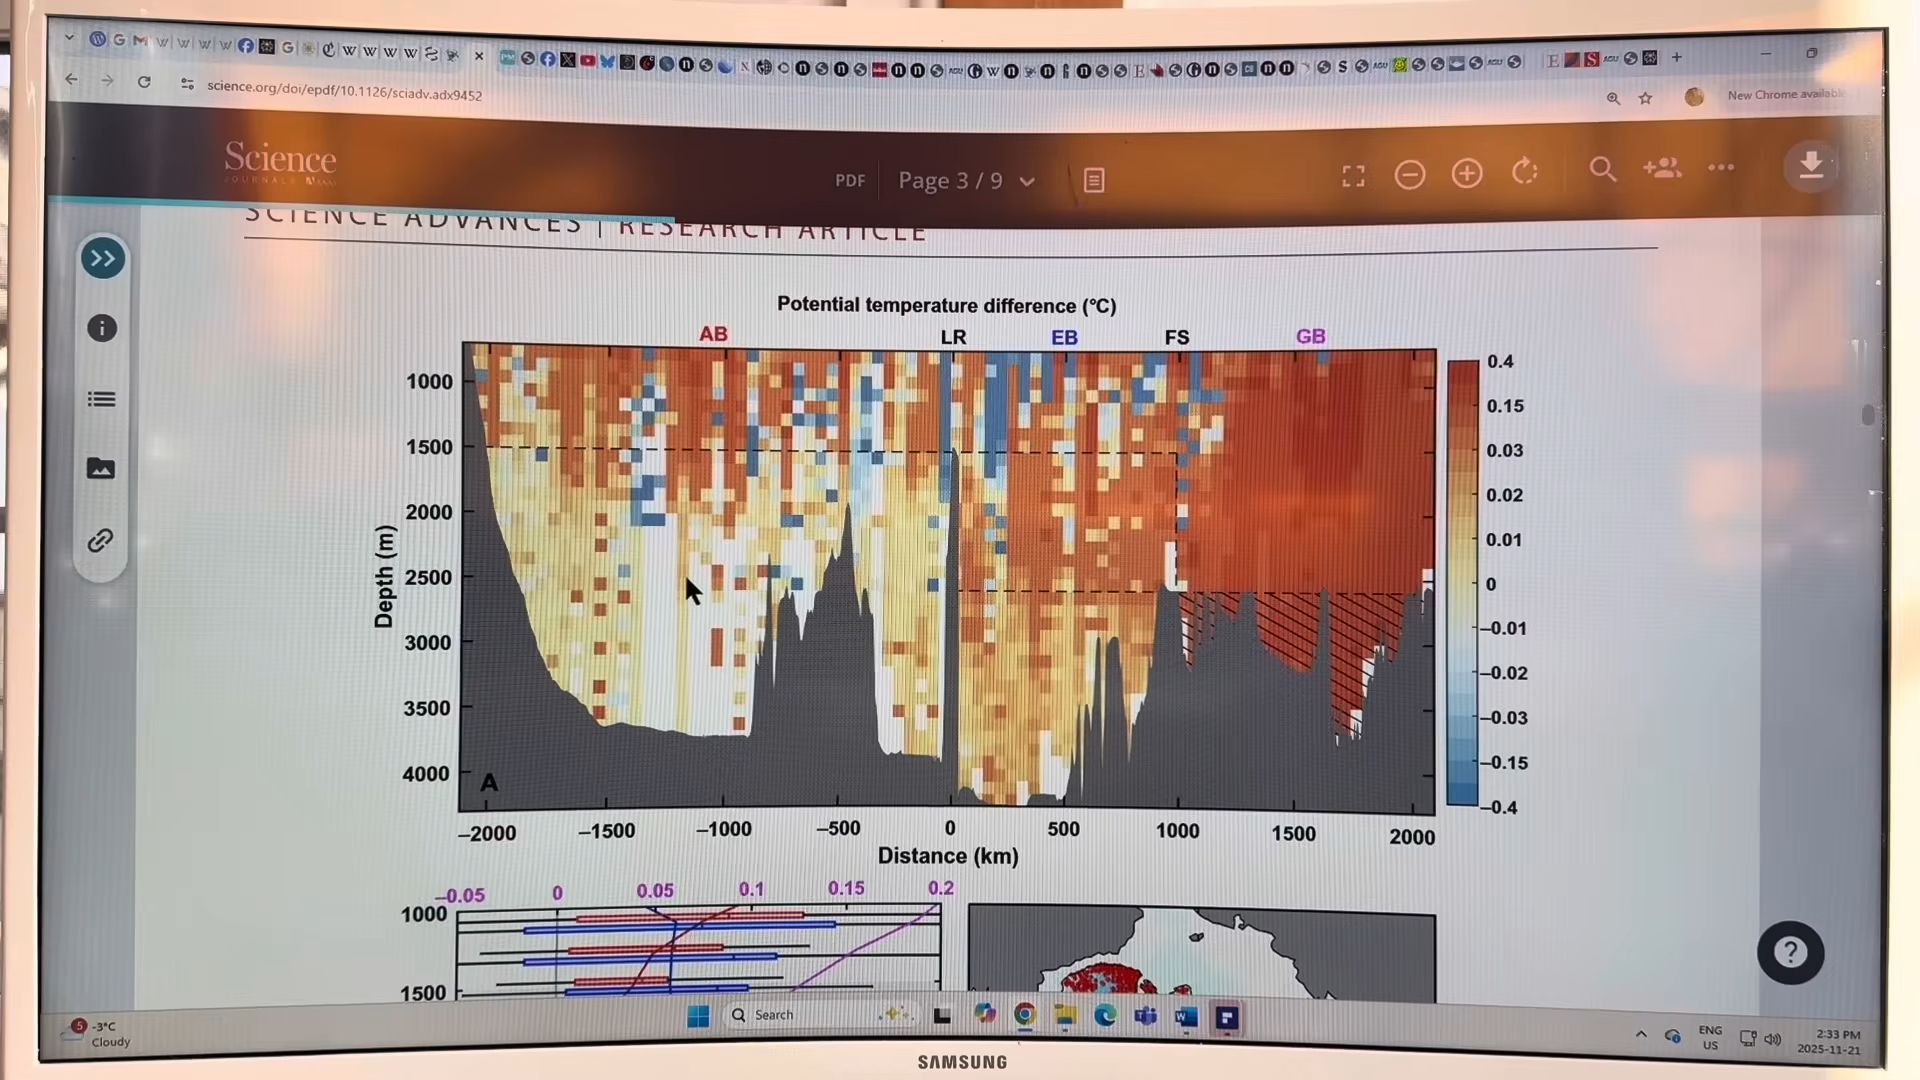 science.org/doi/epdf/10.1126/sciadv.adx9452
New Chrome available
Science
PDF
Page 3 / 9
SCIENCE ADVANCES | RESEARCH ARTICLE
Potential temperature difference (°C)
AB LR EB FS GB
Depth (m)
1000
1500
2000
2500
3000
3500
4000
A
−2000 −1500 −1000 −500 0 500 1000 1500 2000
Distance (km)
0.4
0.15
0.03
0.02
0.01
0
−0.01
−0.02
−0.03
−0.15
−0.4
−0.05 0 0.05 0.1 0.15 0.2
1000
1500
5
-3°C
Cloudy
Search
ENG
US
2:33 PM
2025-11-21
SAMSUNG